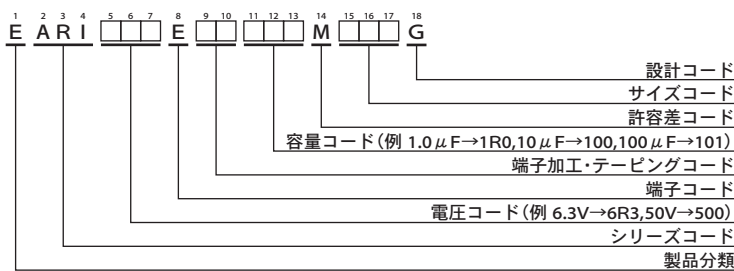 1 2 3 4 5 6 7 8 9 10 11 12 13 14 15 16 17 18
E ARI □□□ E □□ □□□ M □□□ G
設計コード
サイズコード
許容差コード
容量コード(例 1.0μF→1R0,10μF→100,100μF→101)
端子加工・テーピングコード
端子コード
電圧コード(例 6.3V→6R3,50V→500)
シリーズコード
製品分類